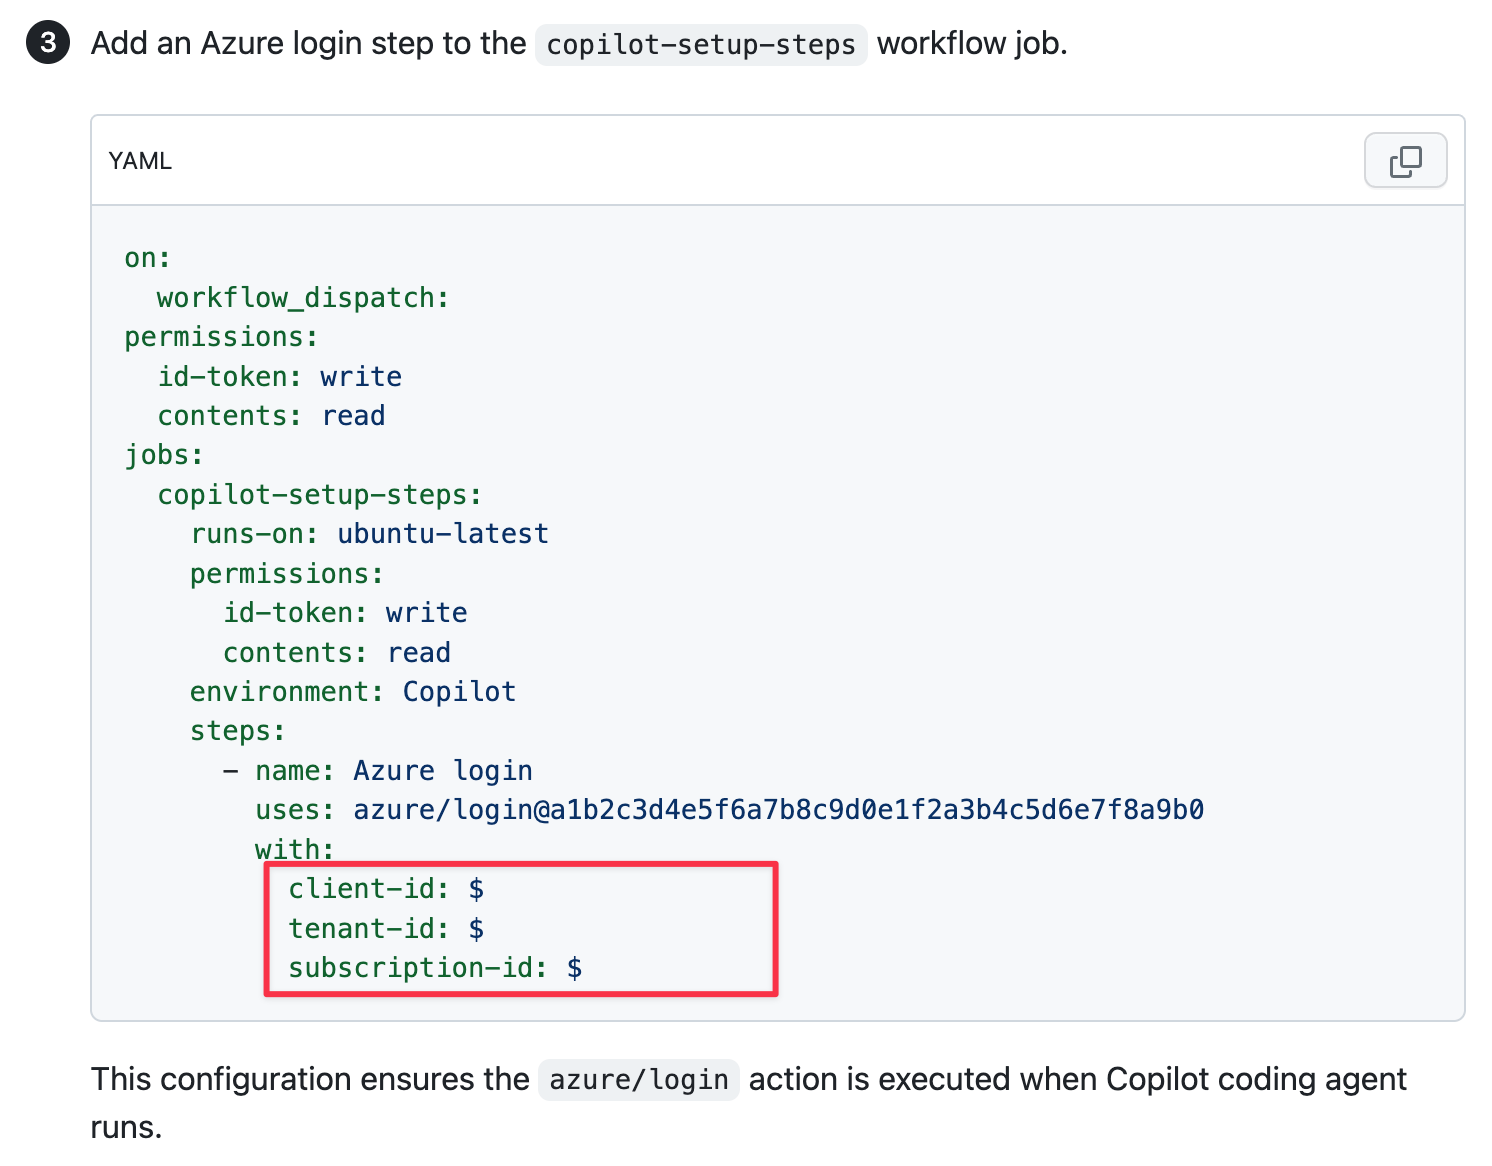 3 Add an Azure login step to the copilot-setup-steps workflow job.
YAML
on:
  workflow_dispatch:
permissions:
  id-token: write
  contents: read
jobs:
  copilot-setup-steps:
    runs-on: ubuntu-latest
    permissions:
      id-token: write
      contents: read
    environment: Copilot
    steps:
      - name: Azure login
        uses: azure/login@a1b2c3d4e5f6a7b8c9d0e1f2a3b4c5d6e7f8a9b0
        with:
          client-id: $
          tenant-id: $
          subscription-id: $
This configuration ensures the azure/login action is executed when Copilot coding agent
runs.